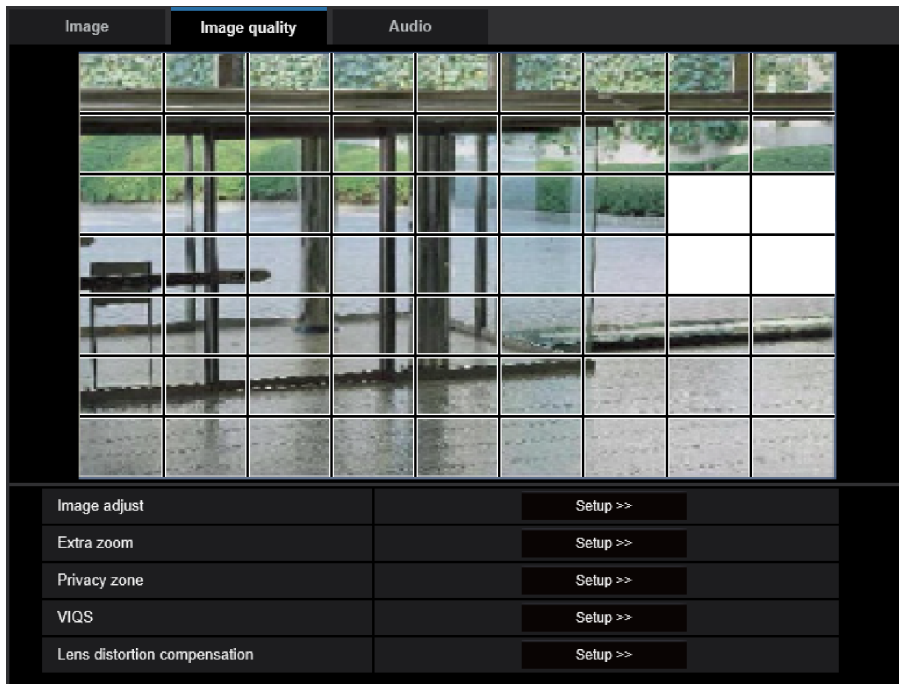 Image Image quality Audio
Image adjust Setup >>
Extra zoom Setup >>
Privacy zone Setup >>
VIQS Setup >>
Lens distortion compensation Setup >>